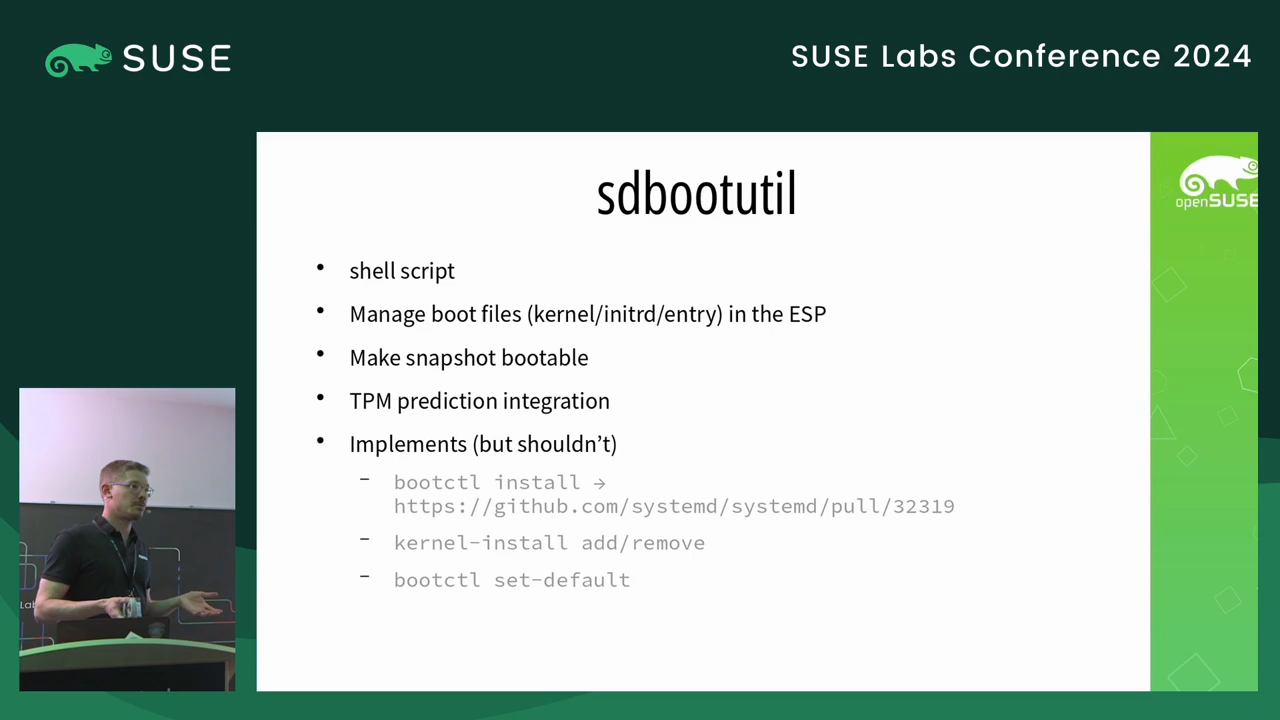 SUSE
SUSE Labs Conference 2024
openSUSE
sdbootutil
• shell script
• Manage boot files (kernel/initrd/entry) in the ESP
• Make snapshot bootable
• TPM prediction integration
• Implements (but shouldn’t)
– bootctl install →
https://github.com/systemd/systemd/pull/32319
– kernel-install add/remove
– bootctl set-default
Lab